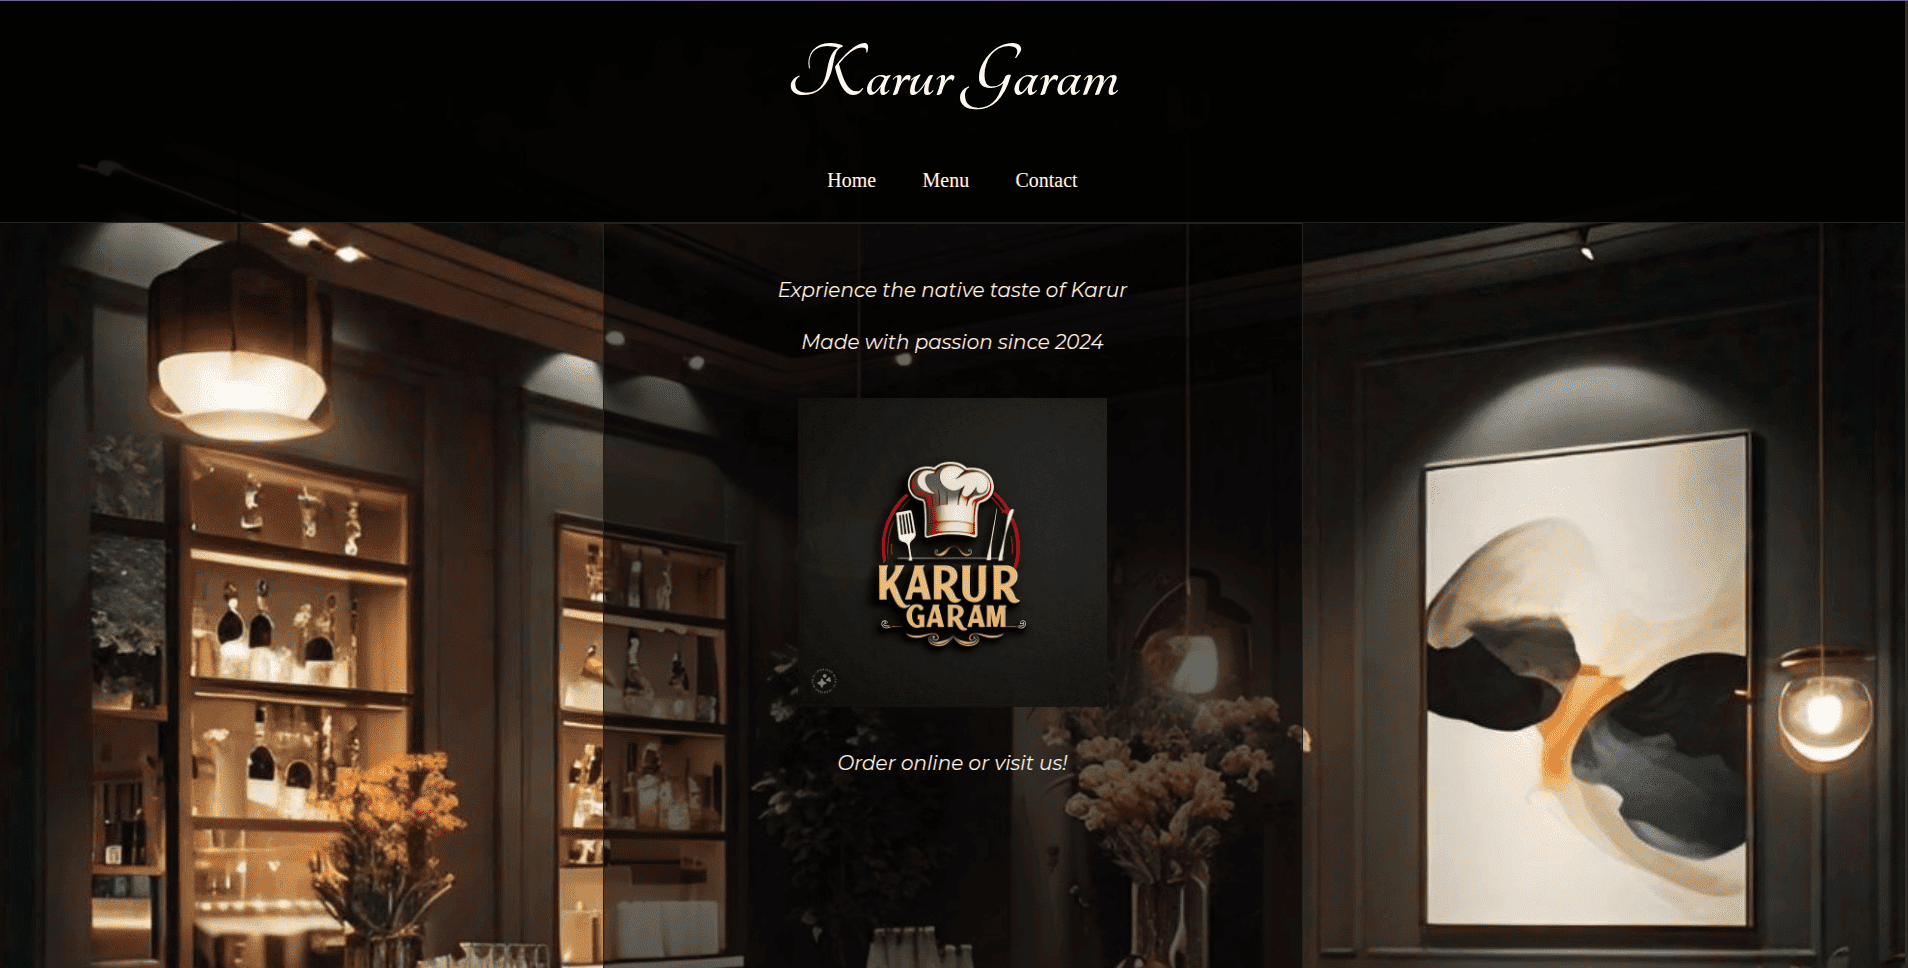 Karur Garam
Home Menu Contact
Exprience the native taste of Karur
Made with passion since 2024
KARUR
GARAM
Order online or visit us!